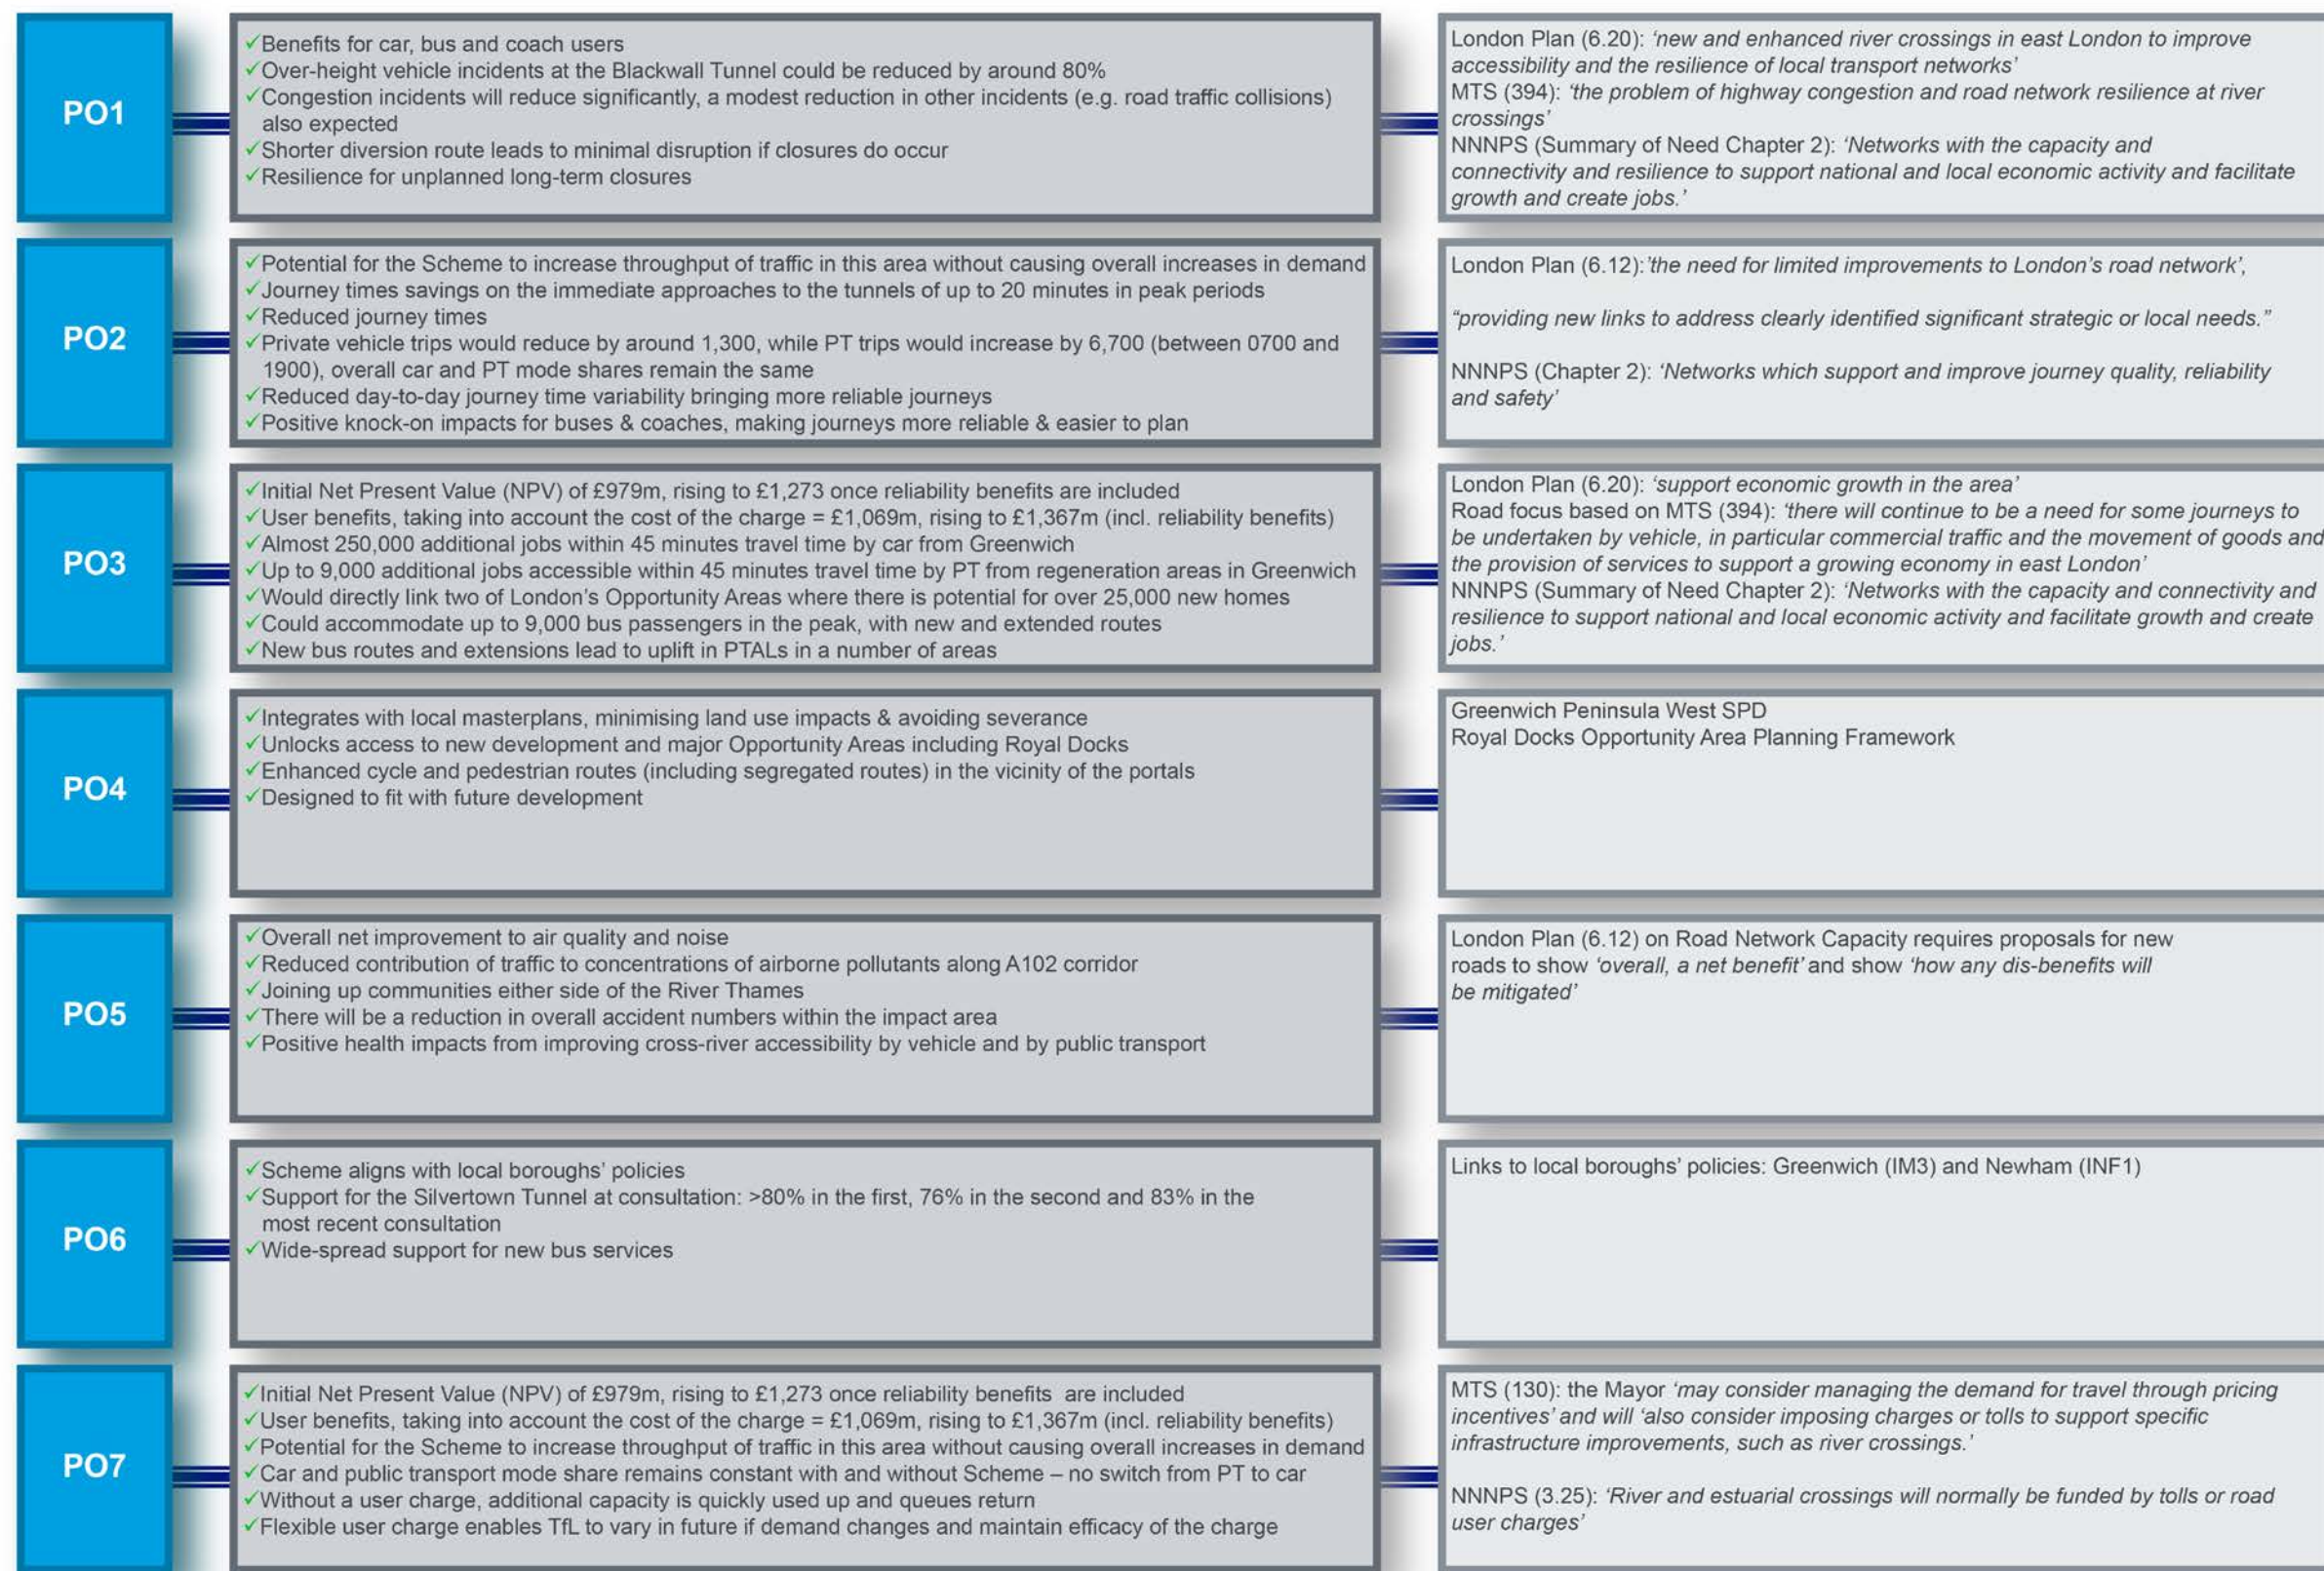 PO1
✓Benefits for car, bus and coach users
✓Over-height vehicle incidents at the Blackwall Tunnel could be reduced by around 80%
✓Congestion incidents will reduce significantly, a modest reduction in other incidents (e.g. road traffic collisions)
also expected
✓Shorter diversion route leads to minimal disruption if closures do occur
✓Resilience for unplanned long-term closures
London Plan (6.20): ‘new and enhanced river crossings in east London to improve
accessibility and the resilience of local transport networks’
MTS (394): ‘the problem of highway congestion and road network resilience at river
crossings’
NNNPS (Summary of Need Chapter 2): ‘Networks with the capacity and
connectivity and resilience to support national and local economic activity and facilitate
growth and create jobs.’
PO2
✓Potential for the Scheme to increase throughput of traffic in this area without causing overall increases in demand
✓Journey times savings on the immediate approaches to the tunnels of up to 20 minutes in peak periods
✓Reduced journey times
✓Private vehicle trips would reduce by around 1,300, while PT trips would increase by 6,700 (between 0700 and
1900), overall car and PT mode shares remain the same
✓Reduced day-to-day journey time variability bringing more reliable journeys
✓Positive knock-on impacts for buses & coaches, making journeys more reliable & easier to plan
London Plan (6.12):‘the need for limited improvements to London’s road network’,
“providing new links to address clearly identified significant strategic or local needs.”
NNNPS (Chapter 2): ‘Networks which support and improve journey quality, reliability
and safety’
PO3
✓Initial Net Present Value (NPV) of £979m, rising to £1,273 once reliability benefits are included
✓User benefits, taking into account the cost of the charge = £1,069m, rising to £1,367m (incl. reliability benefits)
✓Almost 250,000 additional jobs within 45 minutes travel time by car from Greenwich
✓Up to 9,000 additional jobs accessible within 45 minutes travel time by PT from regeneration areas in Greenwich
✓Would directly link two of London’s Opportunity Areas where there is potential for over 25,000 new homes
✓Could accommodate up to 9,000 bus passengers in the peak, with new and extended routes
✓New bus routes and extensions lead to uplift in PTALs in a number of areas
London Plan (6.20): ‘support economic growth in the area’
Road focus based on MTS (394): ‘there will continue to be a need for some journeys to
be undertaken by vehicle, in particular commercial traffic and the movement of goods and
the provision of services to support a growing economy in east London’
NNNPS (Summary of Need Chapter 2): ‘Networks with the capacity and connectivity and
resilience to support national and local economic activity and facilitate growth and create
jobs.’
PO4
✓Integrates with local masterplans, minimising land use impacts & avoiding severance
✓Unlocks access to new development and major Opportunity Areas including Royal Docks
✓Enhanced cycle and pedestrian routes (including segregated routes) in the vicinity of the portals
✓Designed to fit with future development
Greenwich Peninsula West SPD
Royal Docks Opportunity Area Planning Framework
PO5
✓Overall net improvement to air quality and noise
✓Reduced contribution of traffic to concentrations of airborne pollutants along A102 corridor
✓Joining up communities either side of the River Thames
✓There will be a reduction in overall accident numbers within the impact area
✓Positive health impacts from improving cross-river accessibility by vehicle and by public transport
London Plan (6.12) on Road Network Capacity requires proposals for new
roads to show ‘overall, a net benefit’ and show ‘how any dis-benefits will
be mitigated’
PO6
✓Scheme aligns with local boroughs’ policies
✓Support for the Silvertown Tunnel at consultation: >80% in the first, 76% in the second and 83% in the
most recent consultation
✓Wide-spread support for new bus services
Links to local boroughs’ policies: Greenwich (IM3) and Newham (INF1)
PO7
✓Initial Net Present Value (NPV) of £979m, rising to £1,273 once reliability benefits are included
✓User benefits, taking into account the cost of the charge = £1,069m, rising to £1,367m (incl. reliability benefits)
✓Potential for the Scheme to increase throughput of traffic in this area without causing overall increases in demand
✓Car and public transport mode share remains constant with and without Scheme – no switch from PT to car
✓Without a user charge, additional capacity is quickly used up and queues return
✓Flexible user charge enables TfL to vary in future if demand changes and maintain efficacy of the charge
MTS (130): the Mayor ‘may consider managing the demand for travel through pricing
incentives’ and will ‘also consider imposing charges or tolls to support specific
infrastructure improvements, such as river crossings.’
NNNPS (3.25): ‘River and estuarial crossings will normally be funded by tolls or road
user charges’